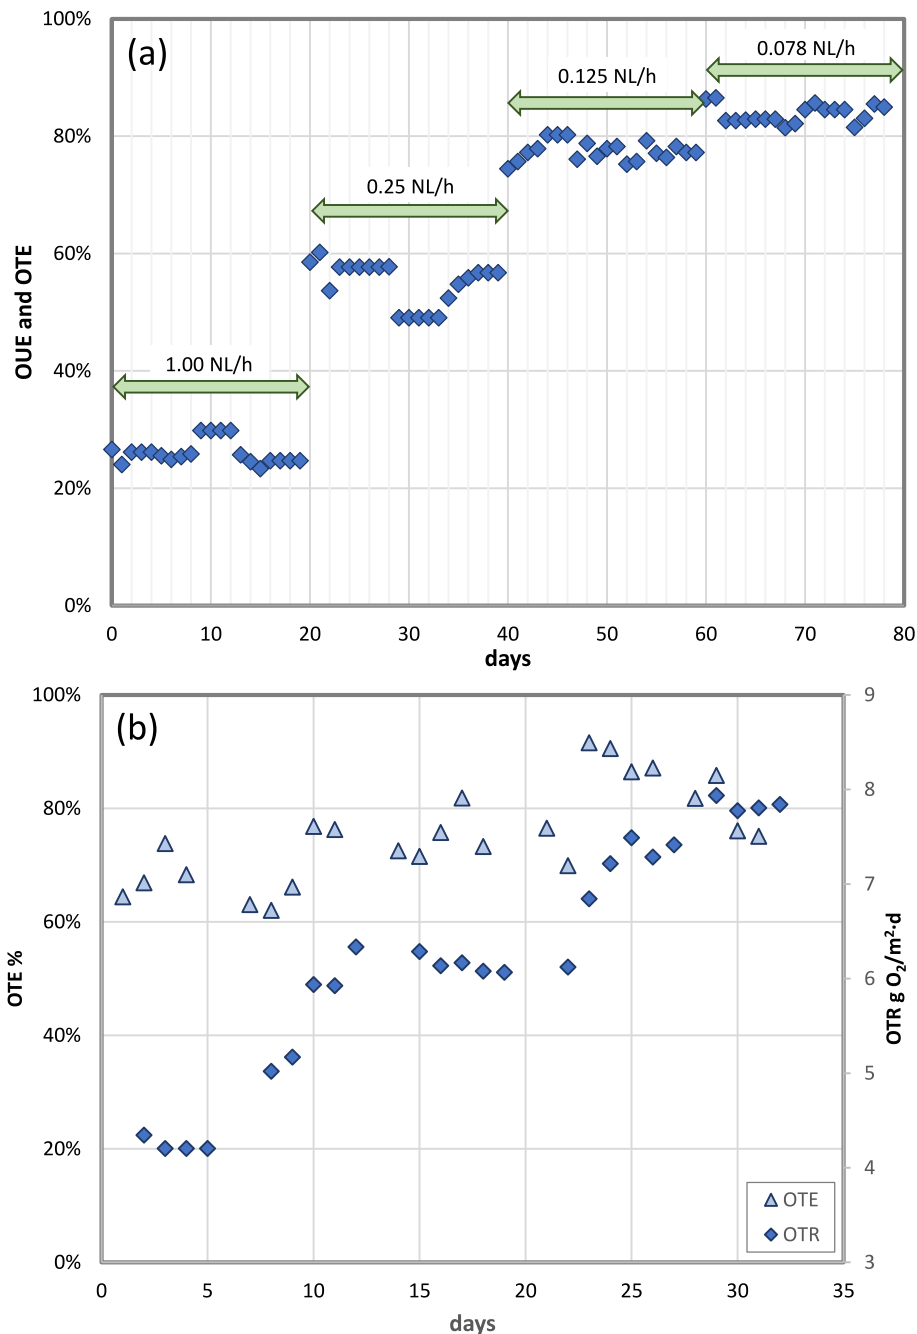 100%
(a)
0.078 NL/h
0.125 NL/h
80%
0.25 NL/h
60%
OUE and OTE
1.00 NL/h
40%
20%
0%
0 10 20 30 40 50 60 70 80
days
100% 9
(b)
8
80%
7
60%
OTE %
6
OTR g O₂/m²·d
40%
5
20%
4
OTE
OTR
0% 3
0 5 10 15 20 25 30 35
days